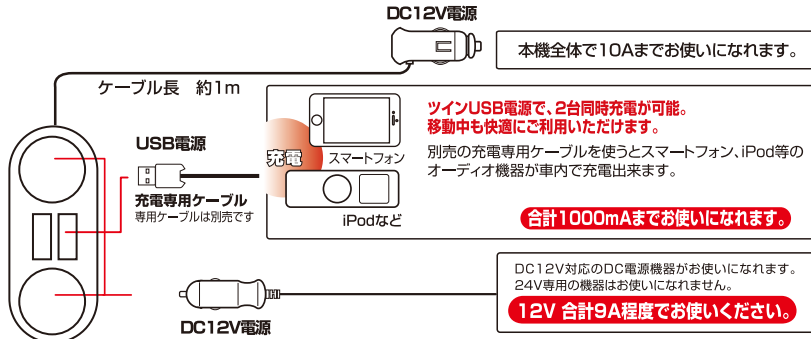 DC12V電源
本機全体で10Aまでお使いになれます。
ケーブル長 約1m
ツインUSB電源で、2台同時充電が可能。
移動中も快適にご利用いただけます。
USB電源
充電
スマートフォン
別売の充電専用ケーブルを使うとスマートフォン、iPod等の
オーディオ機器が車内で充電出来ます。
充電専用ケーブル
専用ケーブルは別売です
iPodなど
合計1000mAまでお使いになれます。
DC12V対応のDC電源機器がお使いになれます。
24V専用の機器はお使いになれません。
12V 合計9A程度でお使いください。
DC12V電源